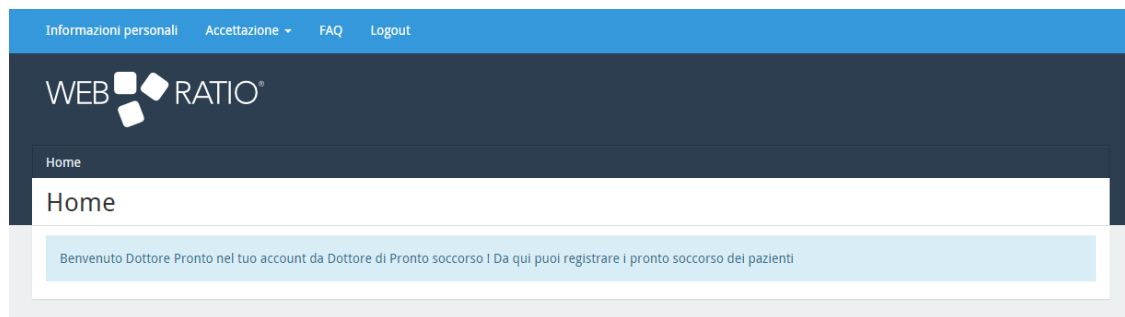 Informazioni personali Accettazione FAQ Logout
WEB RATIO®
Home
Home
Benvenuto Dottore Pronto nel tuo account da Dottore di Pronto soccorso ! Da qui puoi registrare i pronto soccorso dei pazienti